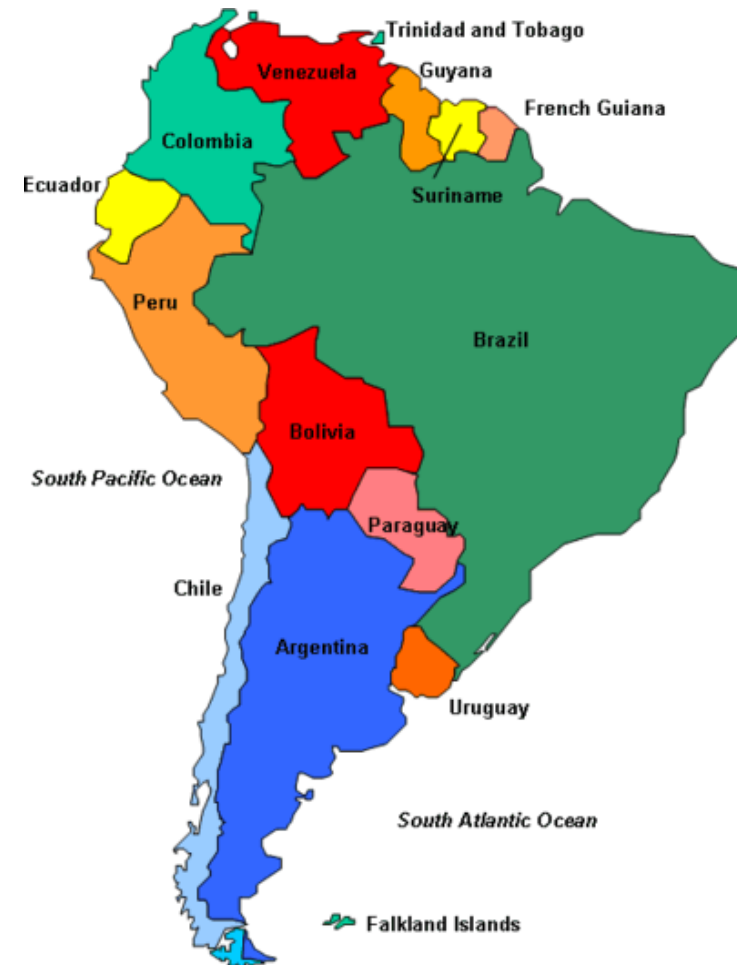 Trinidad and Tobago
Venezuela
Guyana
French Guiana
Colombia
Ecuador
Suriname
Peru
Brazil
Bolivia
South Pacific Ocean
Paraguay
Chile
Argentina
Uruguay
South Atlantic Ocean
Falkland Islands